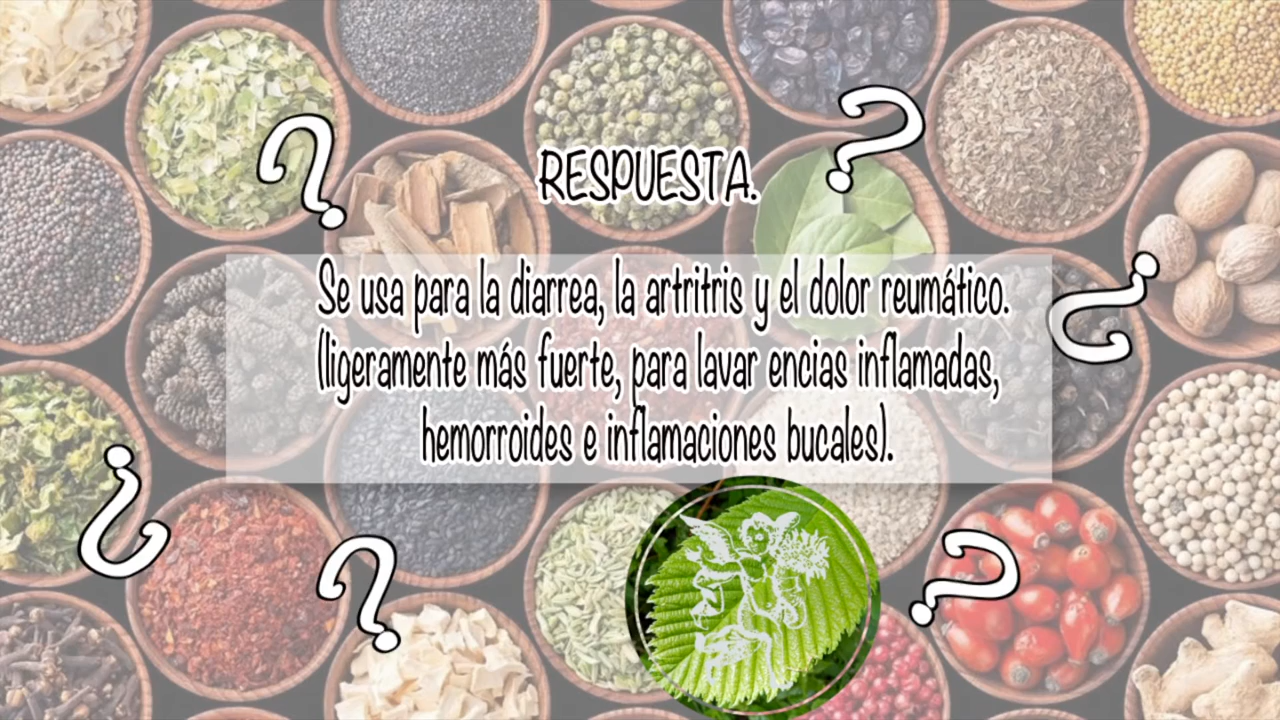 RESPUESTA.
Se usa para la diarrea, la artritris y el dolor reumático.
(ligeramente más fuerte, para lavar encias inflamadas,
hemorroides e inflamaciones bucales).